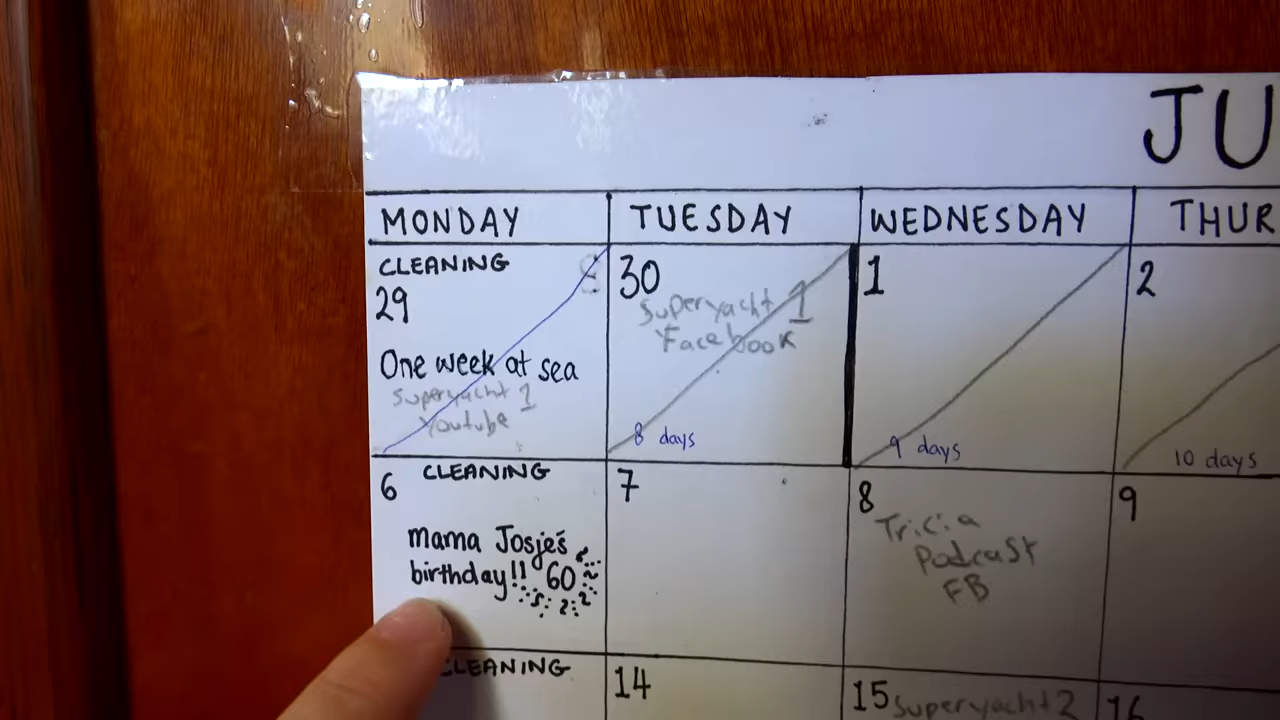 JU
MONDAY
TUESDAY
WEDNESDAY
THUR
CLEANING
29
One week at sea
Superyacht 1
Youtube
30
Superyacht 1
Facebook
8 days
1
9 days
2
10 days
6
CLEANING
mama Josje's
birthday!! 60
7
8
Tricia
Podcast
FB
9
CLEANING
14
15
Superyacht 2
16